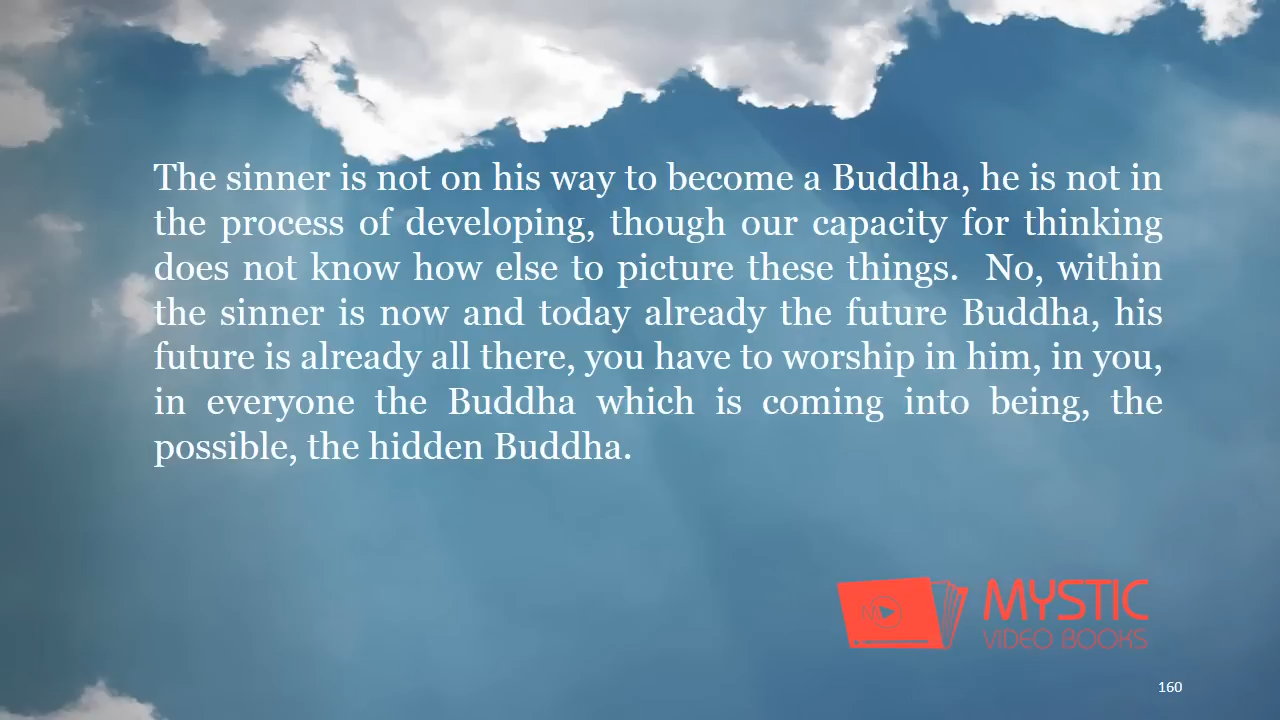 The sinner is not on his way to become a Buddha, he is not in
the process of developing, though our capacity for thinking
does not know how else to picture these things.  No, within
the sinner is now and today already the future Buddha, his
future is already all there, you have to worship in him, in you,
in everyone the Buddha which is coming into being, the
possible, the hidden Buddha.
MYSTIC
VIDEO BOOKS
160